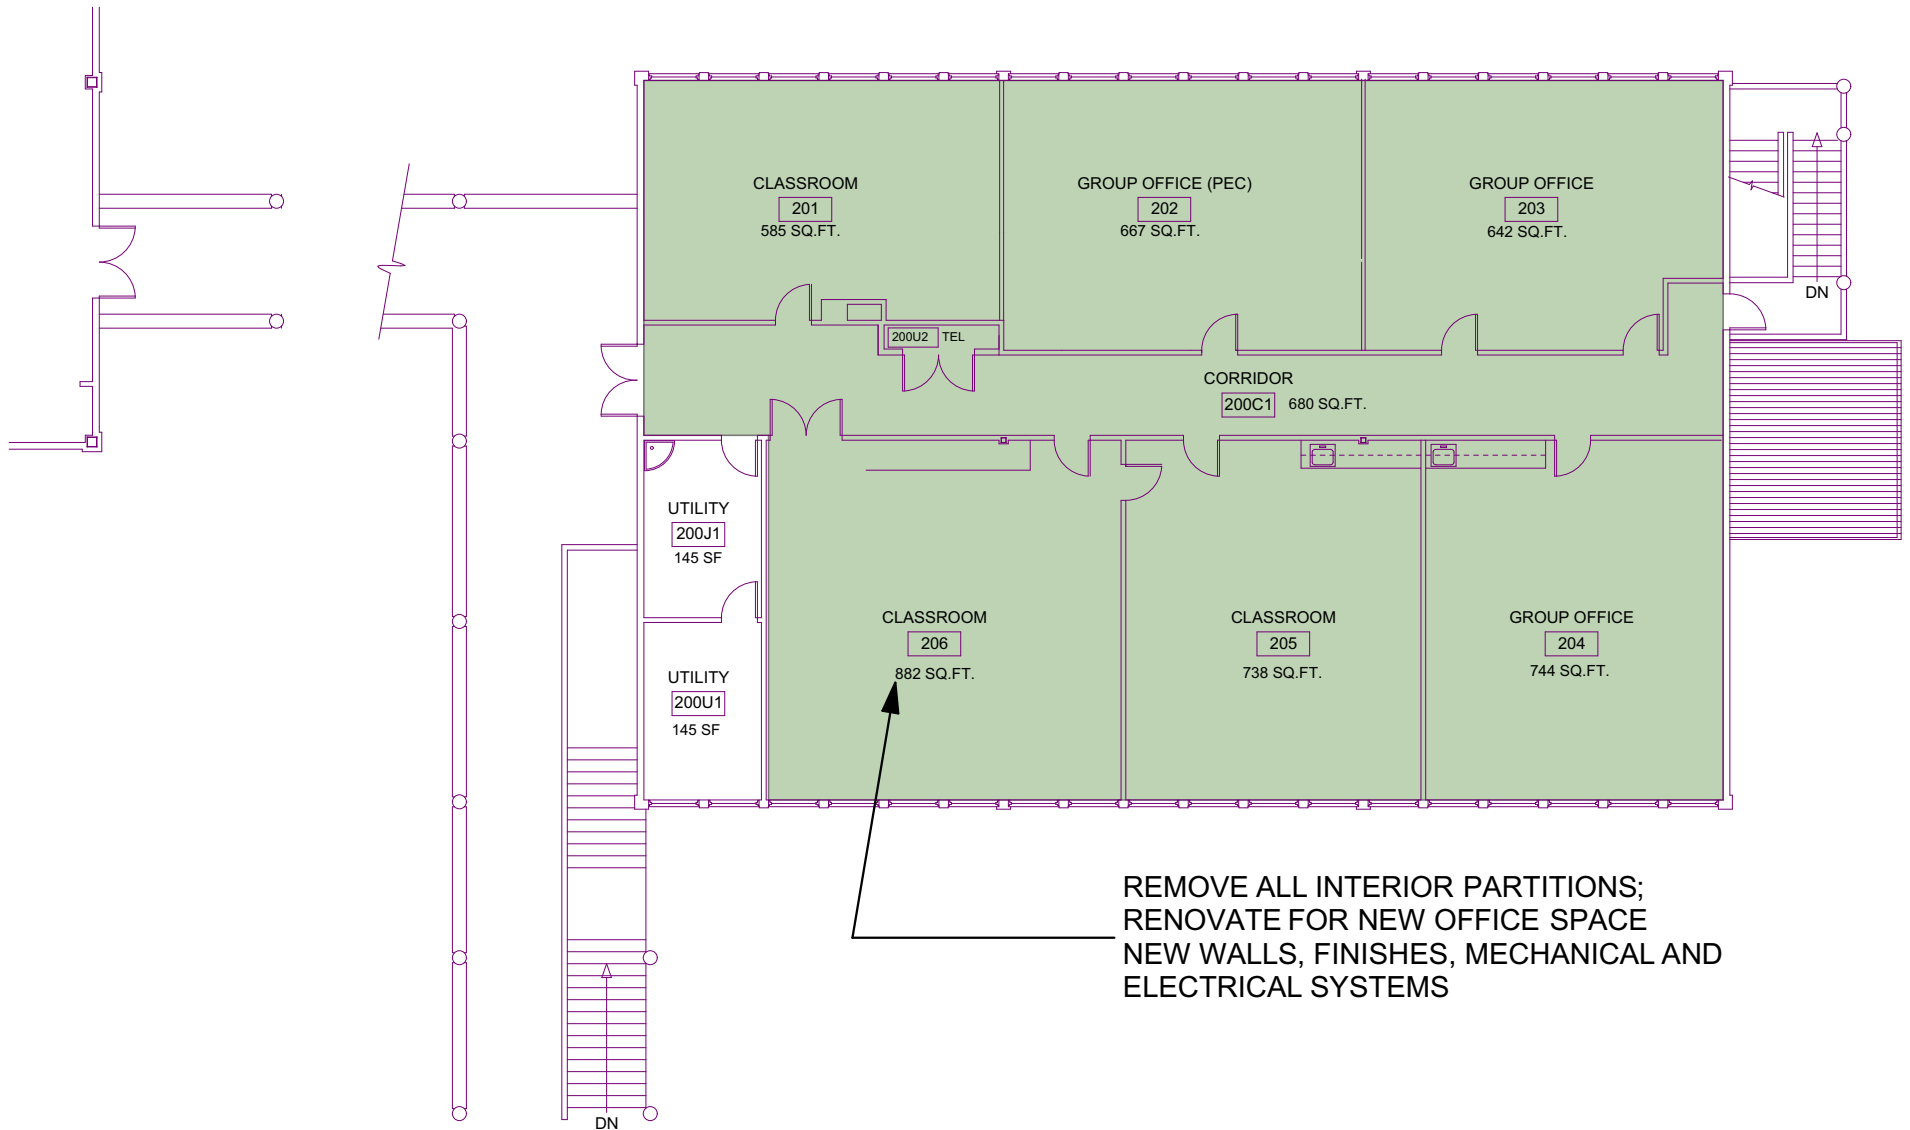 CLASSROOM
201
585 SQ.FT.
GROUP OFFICE (PEC)
202
667 SQ.FT.
GROUP OFFICE
203
642 SQ.FT.
DN
200U2 TEL
CORRIDOR
200C1 680 SQ.FT.
UTILITY
200J1
145 SF
UTILITY
200U1
145 SF
CLASSROOM
206
882 SQ.FT.
CLASSROOM
205
738 SQ.FT.
GROUP OFFICE
204
744 SQ.FT.
REMOVE ALL INTERIOR PARTITIONS;
RENOVATE FOR NEW OFFICE SPACE
NEW WALLS, FINISHES, MECHANICAL AND
ELECTRICAL SYSTEMS
DN